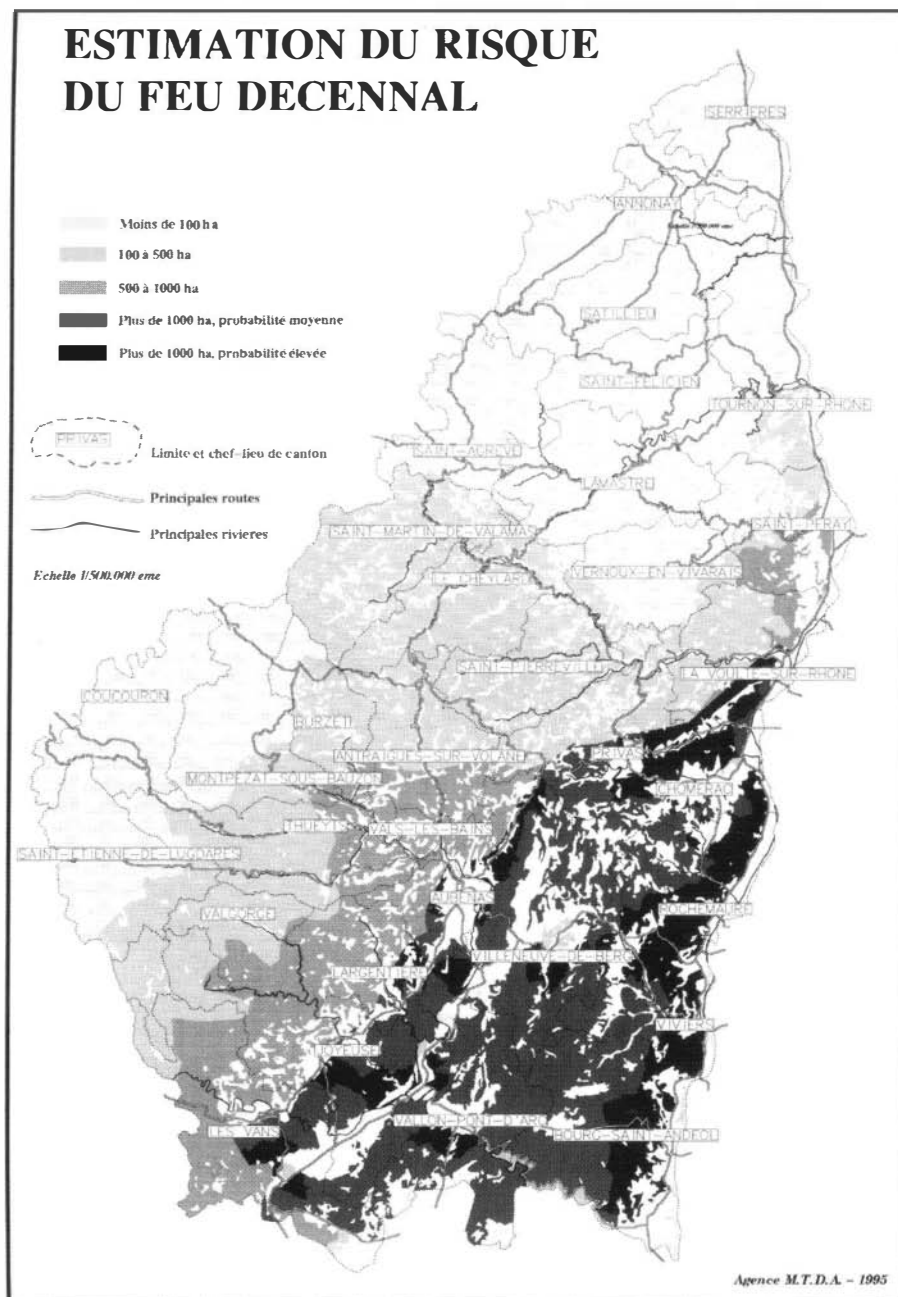 ESTIMATION DU RISQUE
DU FEU DECENNAL
SERRIERES
ANNONAY
Moins de 100 ha
100 à 500 ha
500 à 1000 ha
Plus de 1000 ha, probabilité moyenne
Plus de 1000 ha, probabilité élevée
SATILLIEU
SAINT-FELICIEN
TOURNON-SUR-RHONE
PRIVAS
Limite et chef-lieu de canton
SAINT-AGREVE
LAMASTRE
Principales routes
SAINT-MARTIN-DE-VALAMAS
SAINT-PERAY
Principales rivieres
Echelle 1/500.000 eme
LE CHEYLARD
VERNOUX-EN-VIVARAIS
SAINT-PIERREVILLE
LA VOULTE-SUR-RHONE
COUCOURON
BURZET
ANTRAIGUES-SUR-VOLANE
PRIVAS
MONTPEZAT-SOUS-BAUZON
CHOMERAC
THUEYTS
VALS-LES-BAINS
SAINT-ETIENNE-DE-LUGDARES
AUBENAS
VALGORGE
ROCHEMAURE
VILLENEUVE-DE-BERG
LARGENTIERE
VIVIERS
JOYEUSE
LES VANS
VALLON-PONT-D'ARC
BOURG-SAINT-ANDEOL
Agence M.T.D.A. - 1995